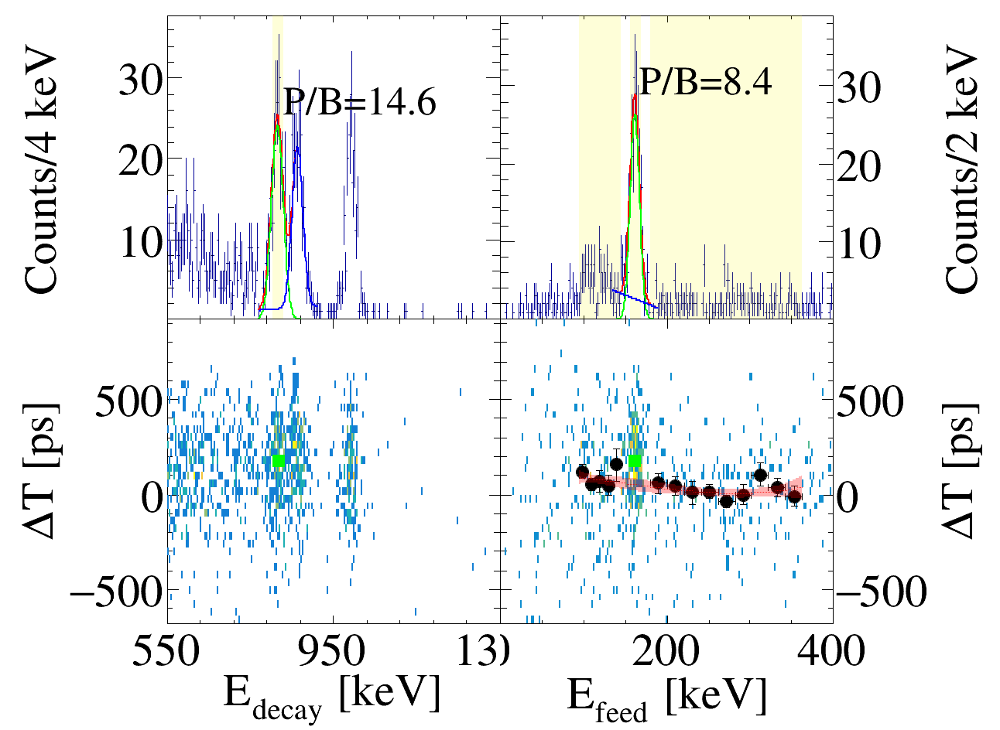 Counts/4 keV
30
20
10
P/B=14.6
P/B=8.4
30
20
10
Counts/2 keV
ΔT [ps]
500
0
−500
500
0
−500
ΔT [ps]
550
950
13
200
400
E_decay [keV]
E_feed [keV]